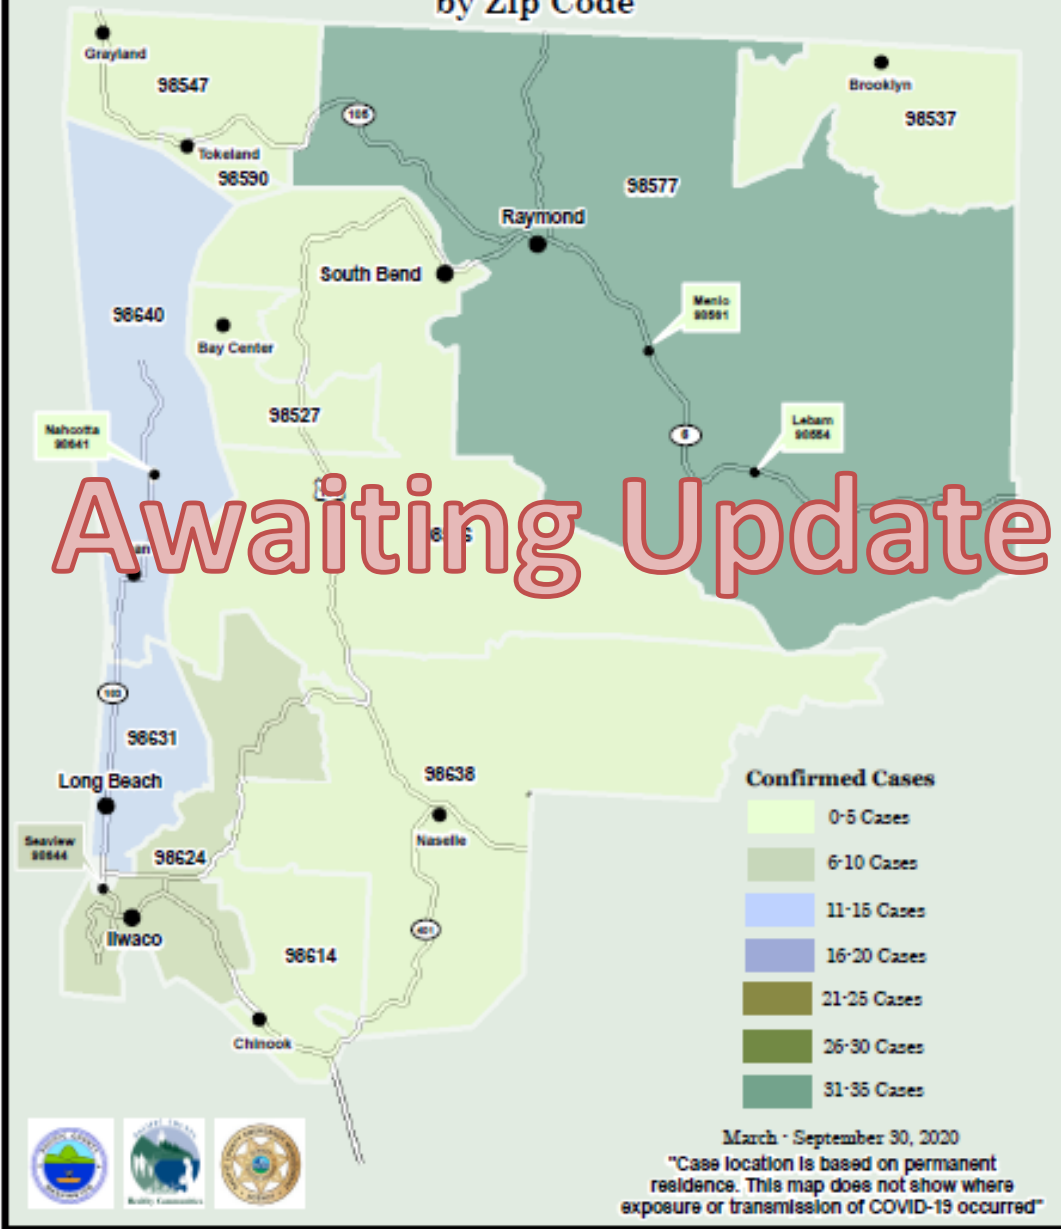 by Zip Code
Grayland
98547
Brooklyn
98537
105
Tokeland
98590
98577
Raymond
South Bend
Menlo
98561
98640
Bay Center
98527
Lebam
98554
Nahcotta
98641
6
Awaiting Update
an
103
98631
Long Beach
98638
Naselle
Seaview
98644
98624
Ilwaco
401
98614
Chinook
Confirmed Cases
0-5 Cases
6-10 Cases
11-15 Cases
16-20 Cases
21-25 Cases
26-30 Cases
31-35 Cases
March - September 30, 2020
"Case location is based on permanent
residence. This map does not show where
exposure or transmission of COVID-19 occurred"
Healthy Communities